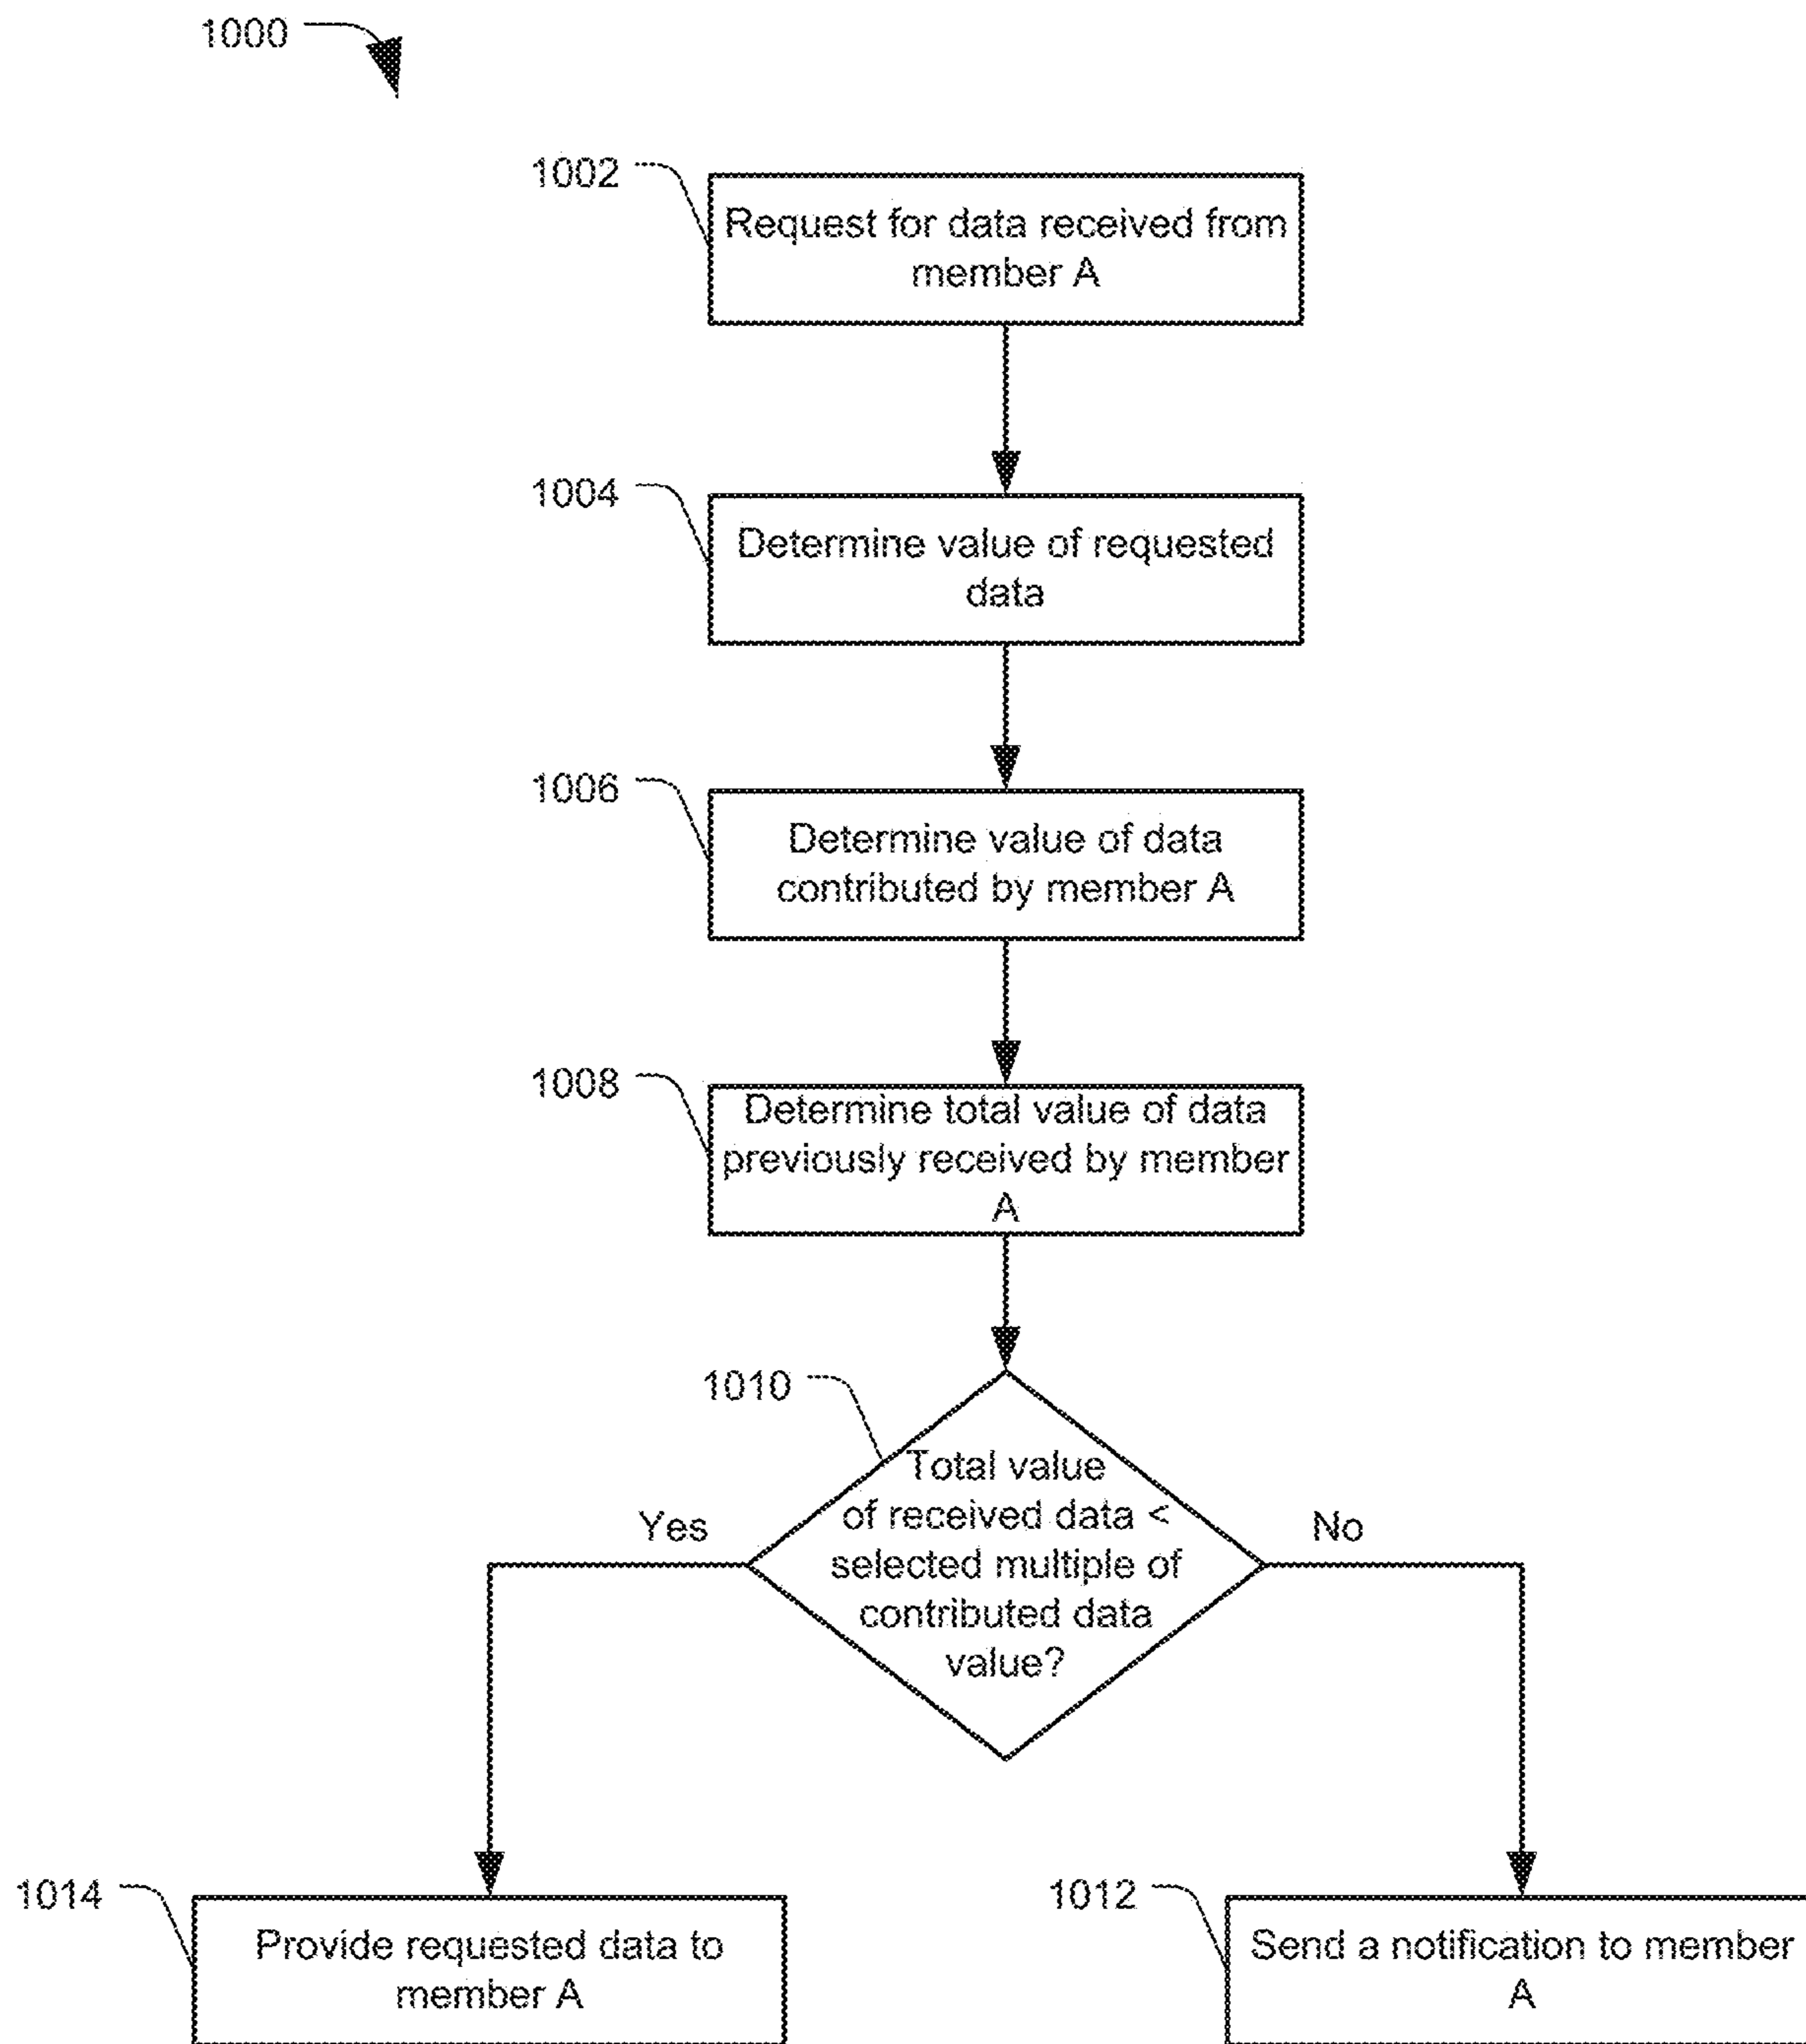 1000
1002
Request for data received from
member A
1004
Determine value of requested
data
1006
Determine value of data
contributed by member A
1008
Determine total value of data
previously received by member
A
1010
Total value
of received data <
selected multiple of
contributed data
value?
Yes
No
1014
Provide requested data to
member A
1012
Send a notification to member
A